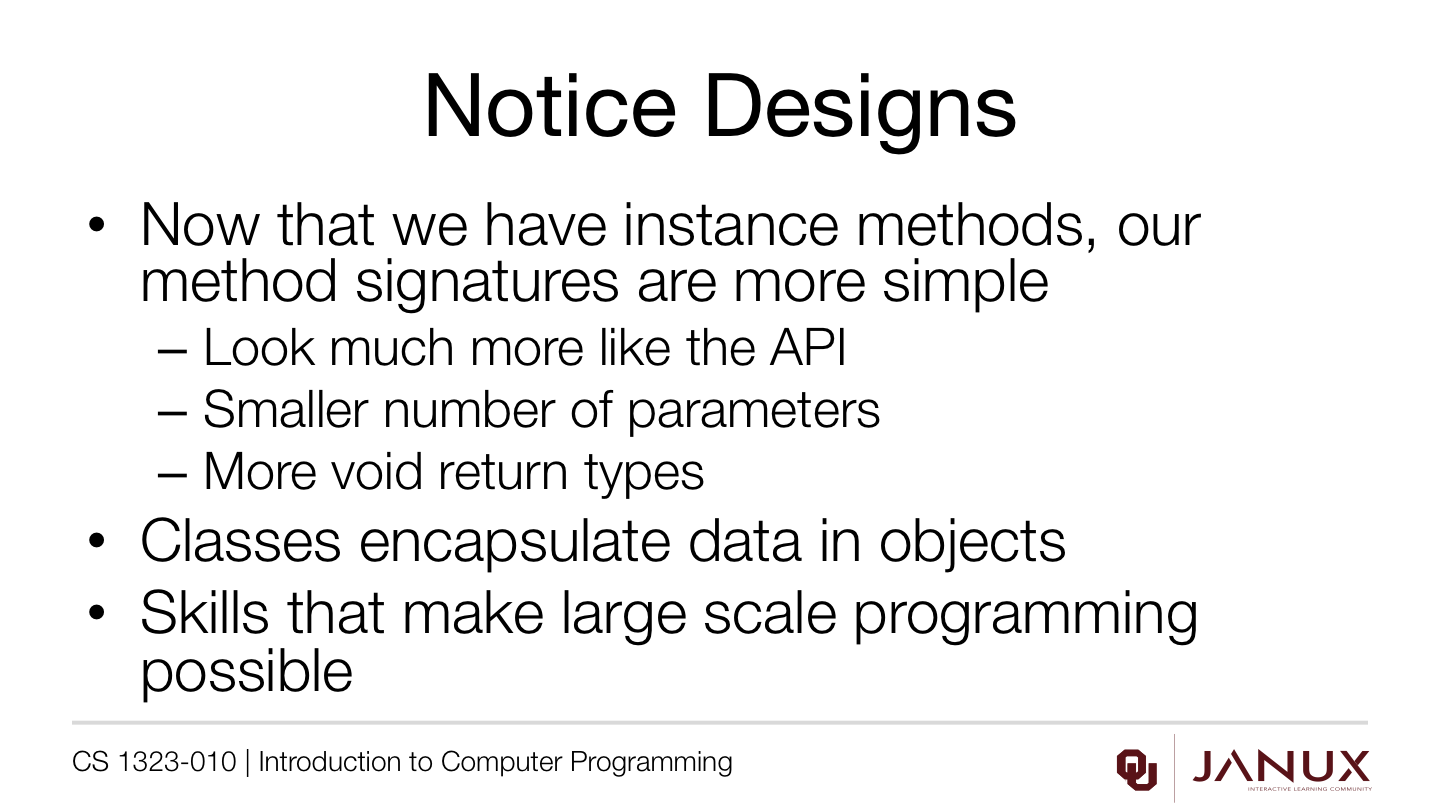 Notice Designs
• Now that we have instance methods, our
method signatures are more simple
– Look much more like the API
– Smaller number of parameters
– More void return types
• Classes encapsulate data in objects
• Skills that make large scale programming
possible
CS 1323-010 | Introduction to Computer Programming
OU
JANUX
INTERACTIVE LEARNING COMMUNITY